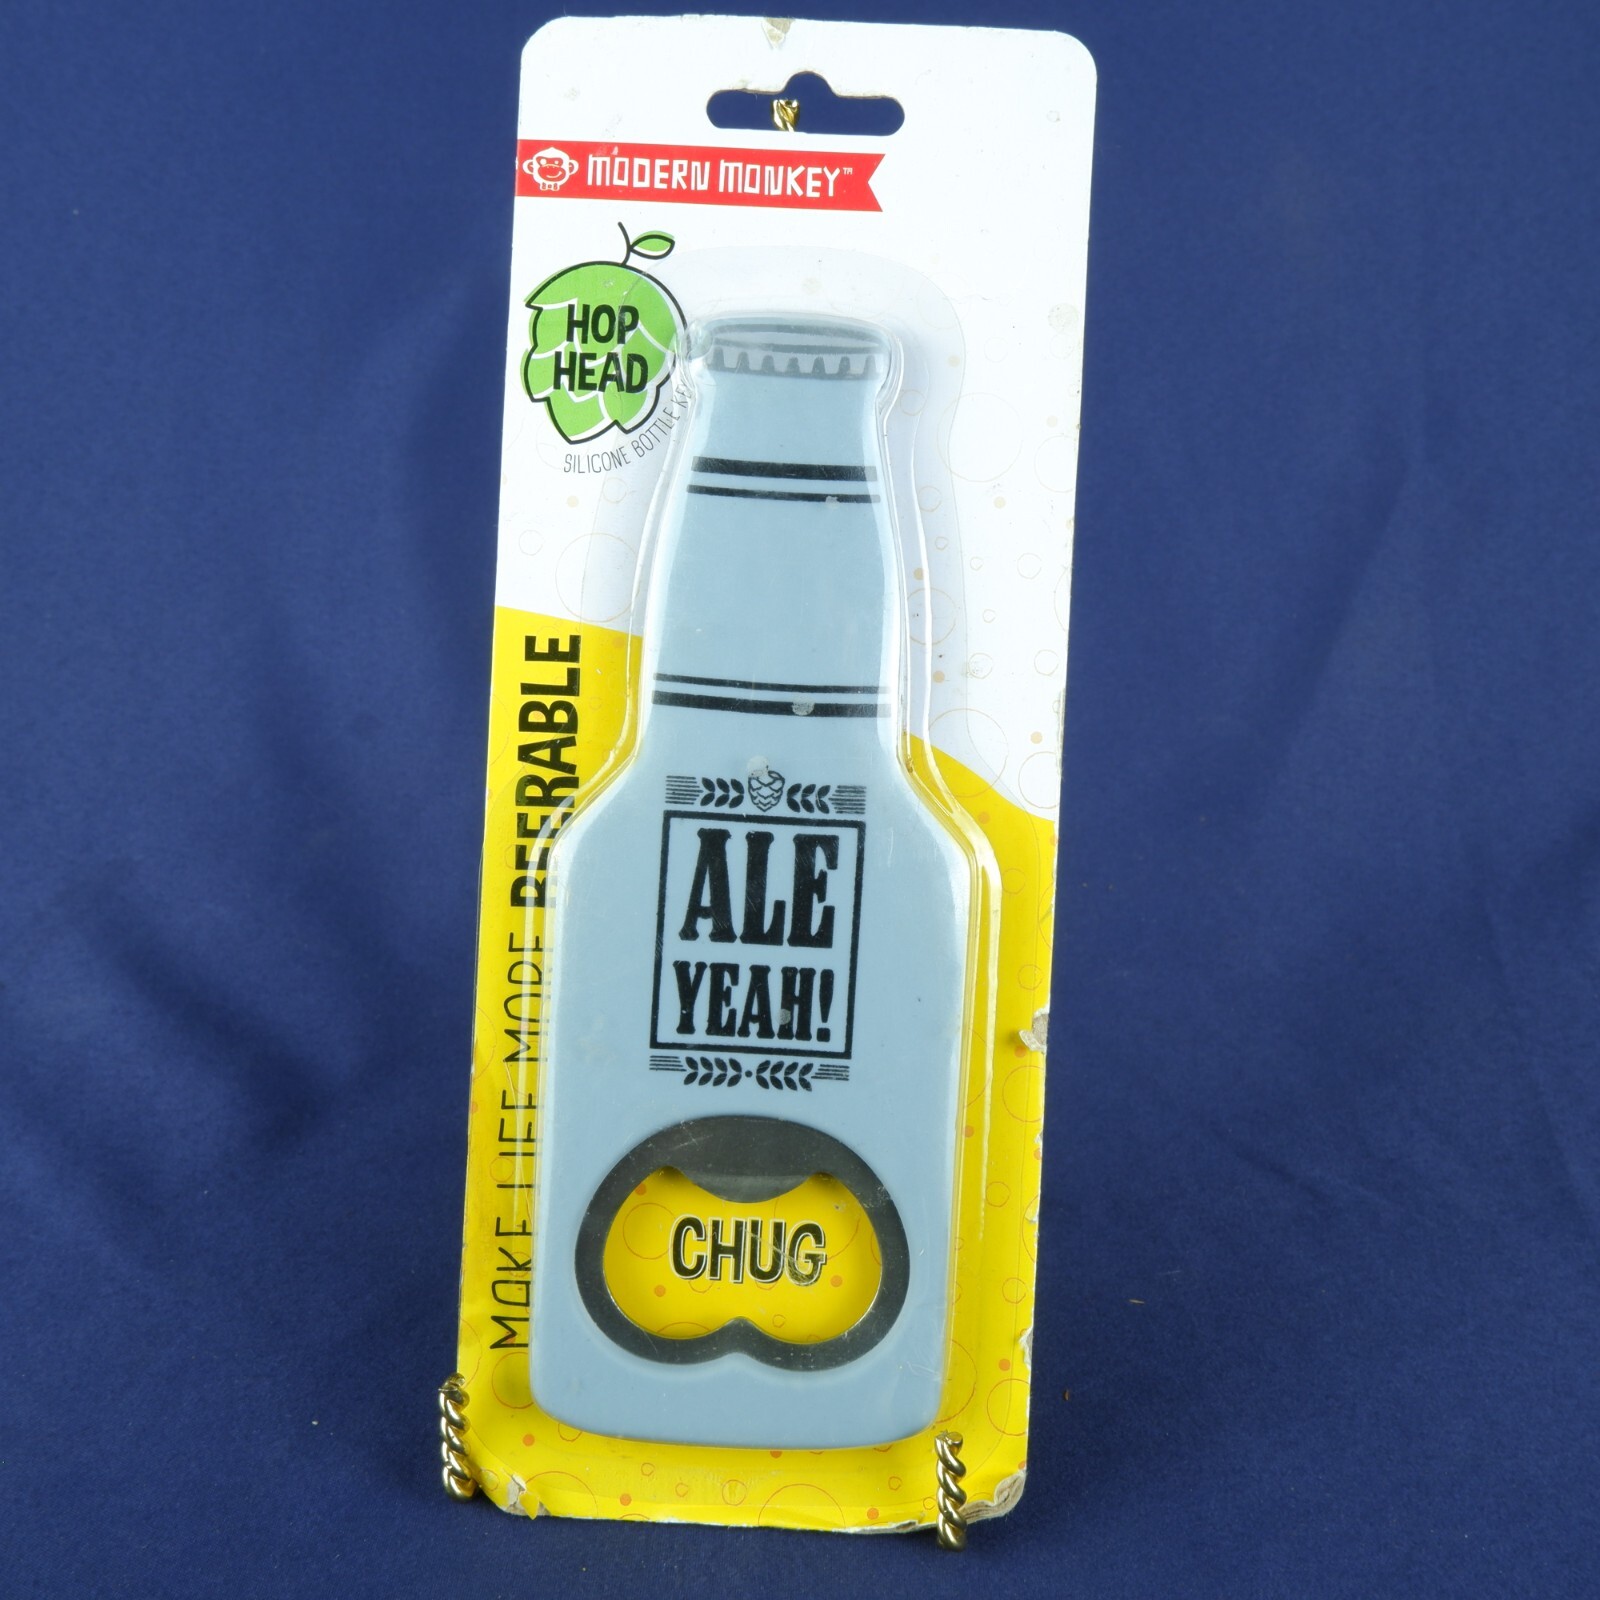 MODERN MONKEY™
HOP
HEAD
SILICONE BOTTLE
MAKE LIFE MORE BEERABLE
ALE
YEAH!
CHUG